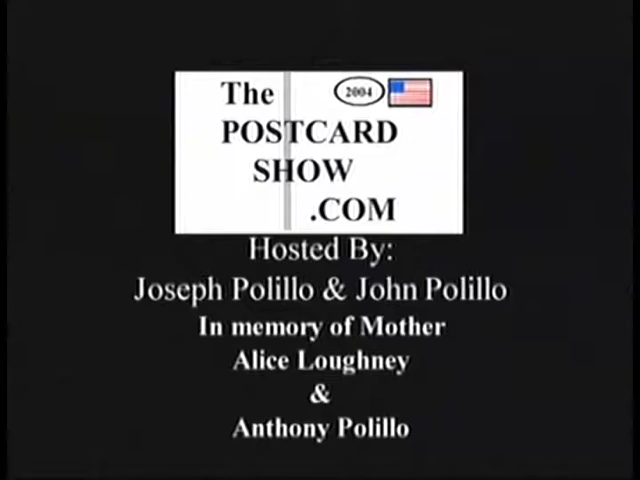 The
2004
POSTCARD
SHOW
.COM
Hosted By:
Joseph Polillo & John Polillo
In memory of Mother
Alice Loughney
&
Anthony Polillo